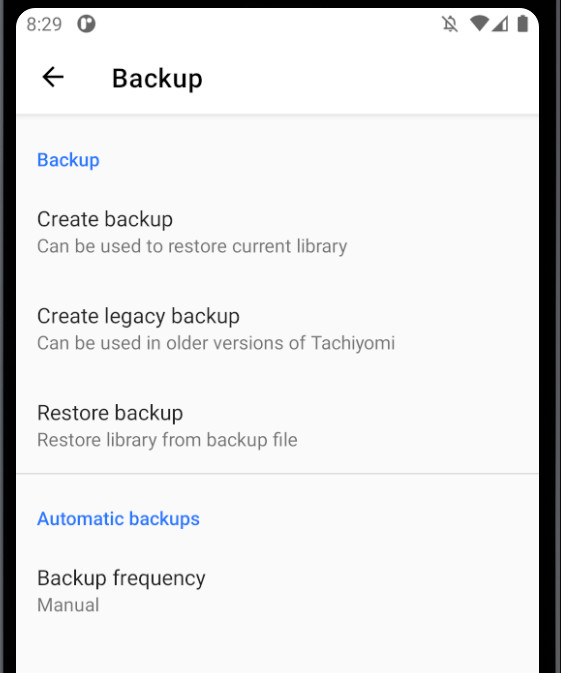 8:29
Backup
Backup
Create backup
Can be used to restore current library
Create legacy backup
Can be used in older versions of Tachiyomi
Restore backup
Restore library from backup file
Automatic backups
Backup frequency
Manual